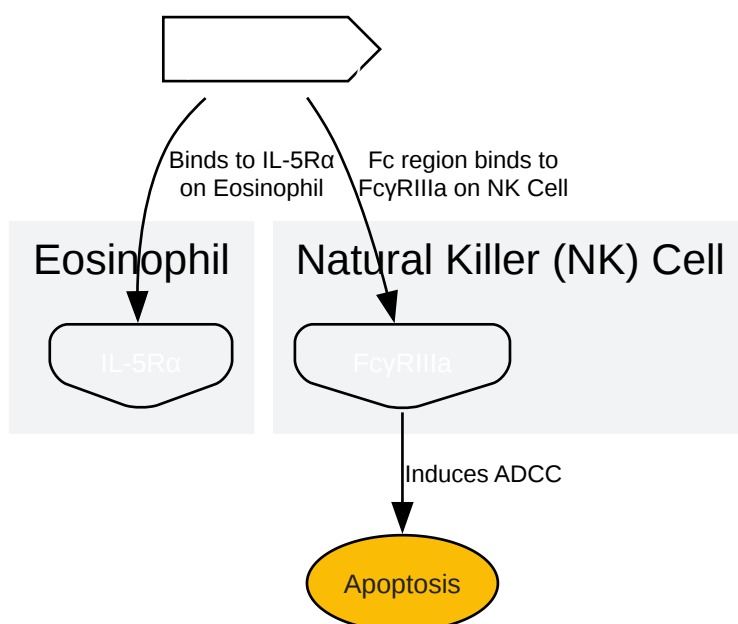 Binds to IL-5Rα
on Eosinophil
Fc region binds to
FcγRIIIa on NK Cell
Eosinophil
Natural Killer (NK) Cell
IL-5Rα
FcγRIIIa
Induces ADCC
Apoptosis